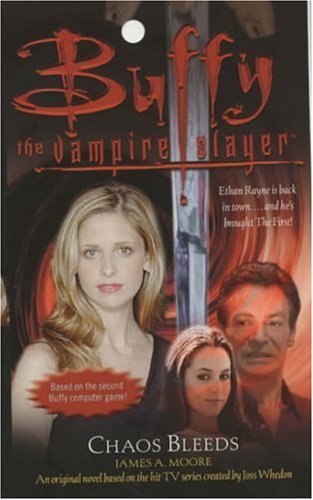 Buffy
the vampire slayer™
Ethan Rayne is back
in town. . . . and he's
brought The First!
Based on the second
Buffy computer game!
CHAOS BLEEDS
JAMES A. MOORE
An original novel based on the hit TV series created by Joss Whedon